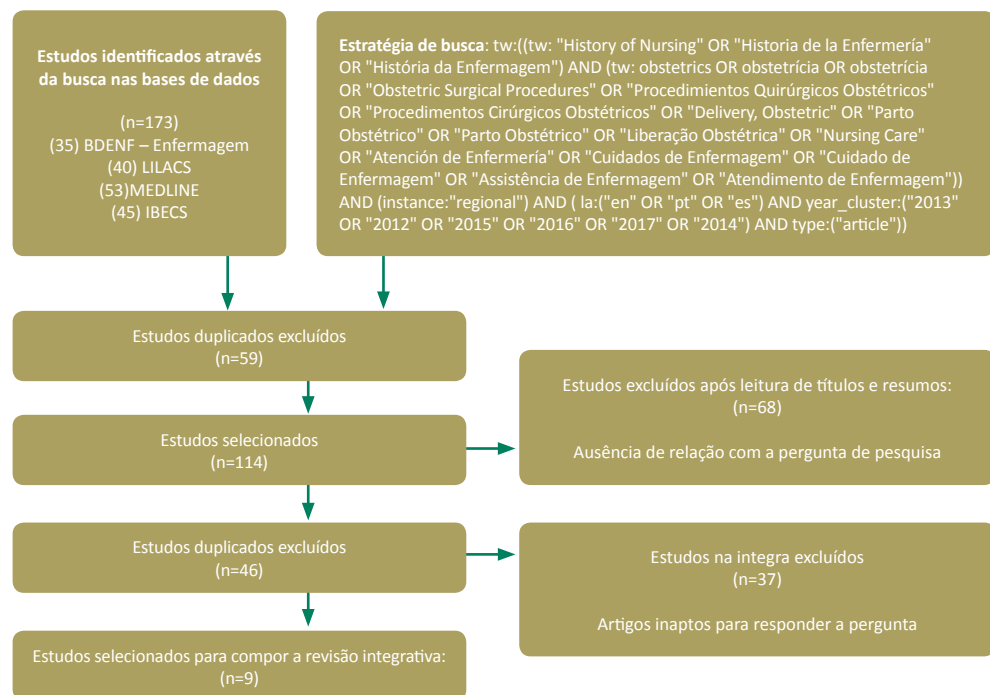 Estudos identificados através
da busca nas bases de dados
(n=173)
(35) BDENF – Enfermagem
(40) LILACS
(53)MEDLINE
(45) IBECS
Estratégia de busca: tw:((tw: "History of Nursing" OR "Historia de la Enfermería"
OR "História da Enfermagem") AND (tw: obstetrics OR obstetrícia OR obstetrícia
OR "Obstetric Surgical Procedures" OR "Procedimientos Quirúrgicos Obstétricos"
OR "Procedimentos Cirúrgicos Obstétricos" OR "Delivery, Obstetric" OR "Parto
Obstétrico" OR "Parto Obstétrico" OR "Liberação Obstétrica" OR "Nursing Care"
OR "Atención de Enfermería" OR "Cuidados de Enfermagem" OR "Cuidado de
Enfermagem" OR "Assistência de Enfermagem" OR "Atendimento de Enfermagem"))
AND (instance:"regional") AND ( la:("en" OR "pt" OR "es") AND year_cluster:("2013"
OR "2012" OR "2015" OR "2016" OR "2017" OR "2014") AND type:("article"))
Estudos duplicados excluídos
(n=59)
Estudos selecionados
(n=114)
Estudos excluídos após leitura de títulos e resumos:
(n=68)
Ausência de relação com a pergunta de pesquisa
Estudos duplicados excluídos
(n=46)
Estudos na integra excluídos
(n=37)
Artigos inaptos para responder a pergunta
Estudos selecionados para compor a revisão integrativa:
(n=9)